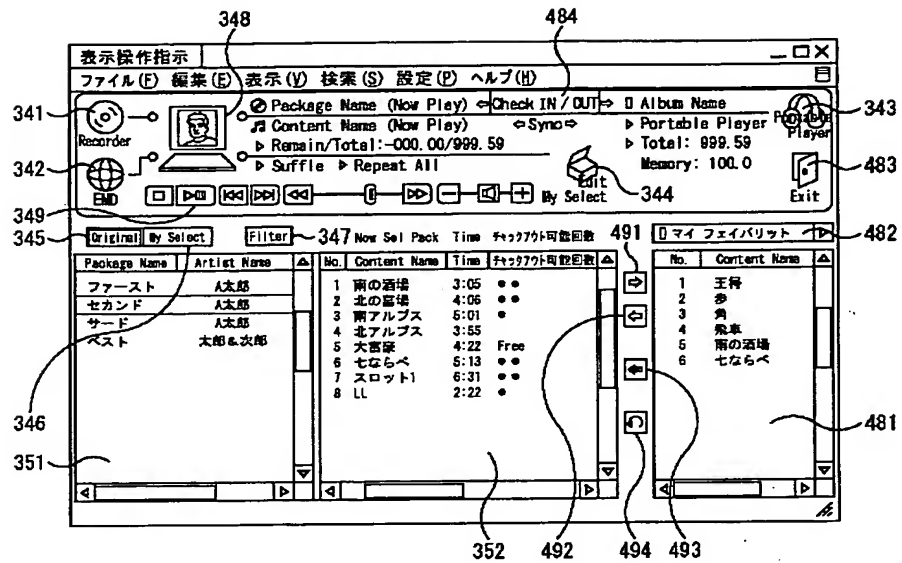 348
484
表示操作指示
ファイル(F) 編集(E) 表示(V) 検索(S) 設定(P) ヘルプ(H)
341
Recorder
342
EMD
349
Package Name (Now Play) ⇦Check IN / OUT⇨ Album Name
Content Name (Now Play) ⇦Sync⇨ Portable Player
Remain/Total:-000.00/999.59 Total: 999.59
Suffle Repeat All Memory: 100.0
Edit
My Select
344
Portable Player
343
483
Exit
345
Original My Select Filter 347 Now Sel Pack Time チャックアウト可能回数 491
マイ フェイバリット
482
Package Name Artist Name
ファースト A太郎
セカンド A太郎
サード A太郎
ベスト 太郎&次郎
No. Content Name Time チャックアウト可能回数
1 南の酒場 3:05 ●●
2 北の宿場 4:06 ●●
3 南アルプス 5:01 ●
4 北アルプス 3:55
5 大富豪 4:22 Free
6 七ならべ 5:13 ●●
7 スロット1 6:31 ●●
8 LL 2:22 ●
No. Content Name
1 王将
2 歩
3 角
4 飛車
5 南の酒場
6 七ならべ
346
351
481
352
492
494
493